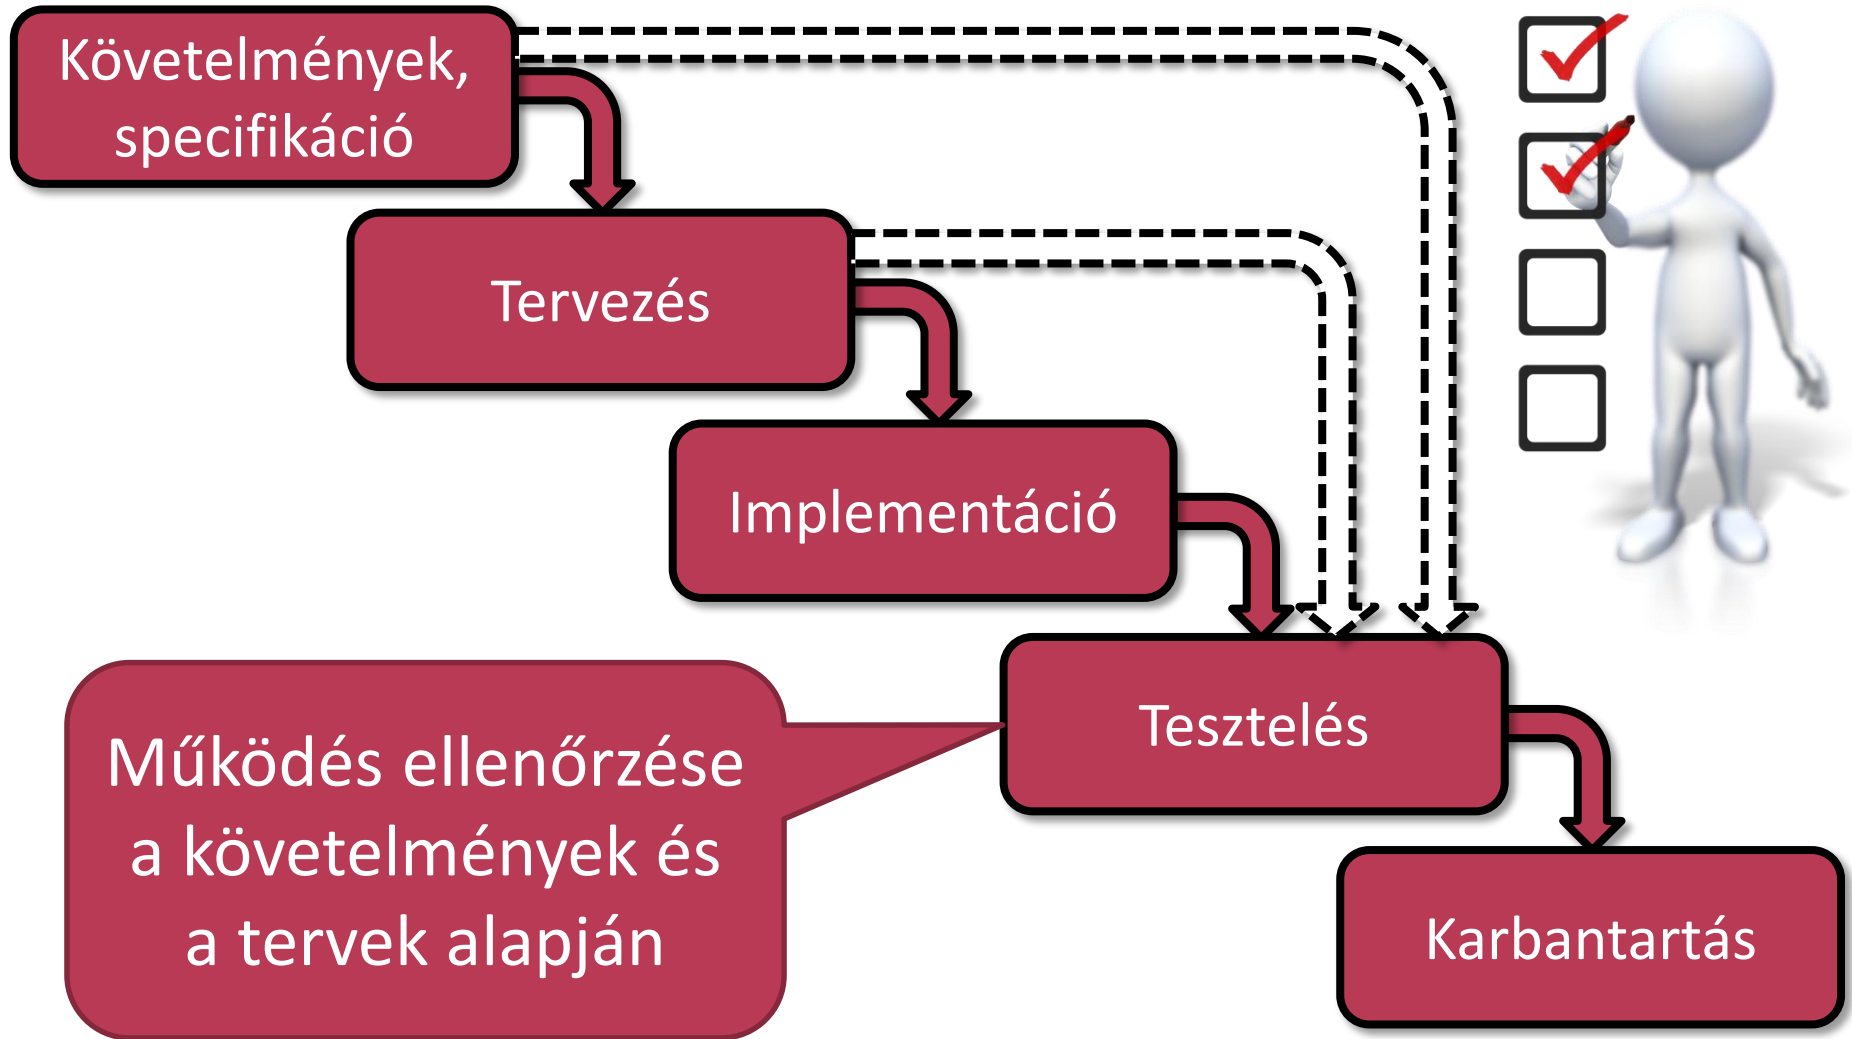 Követelmények,
specifikáció
Tervezés
Implementáció
Tesztelés
Működés ellenőrzése
a követelmények és
a tervek alapján
Karbantartás